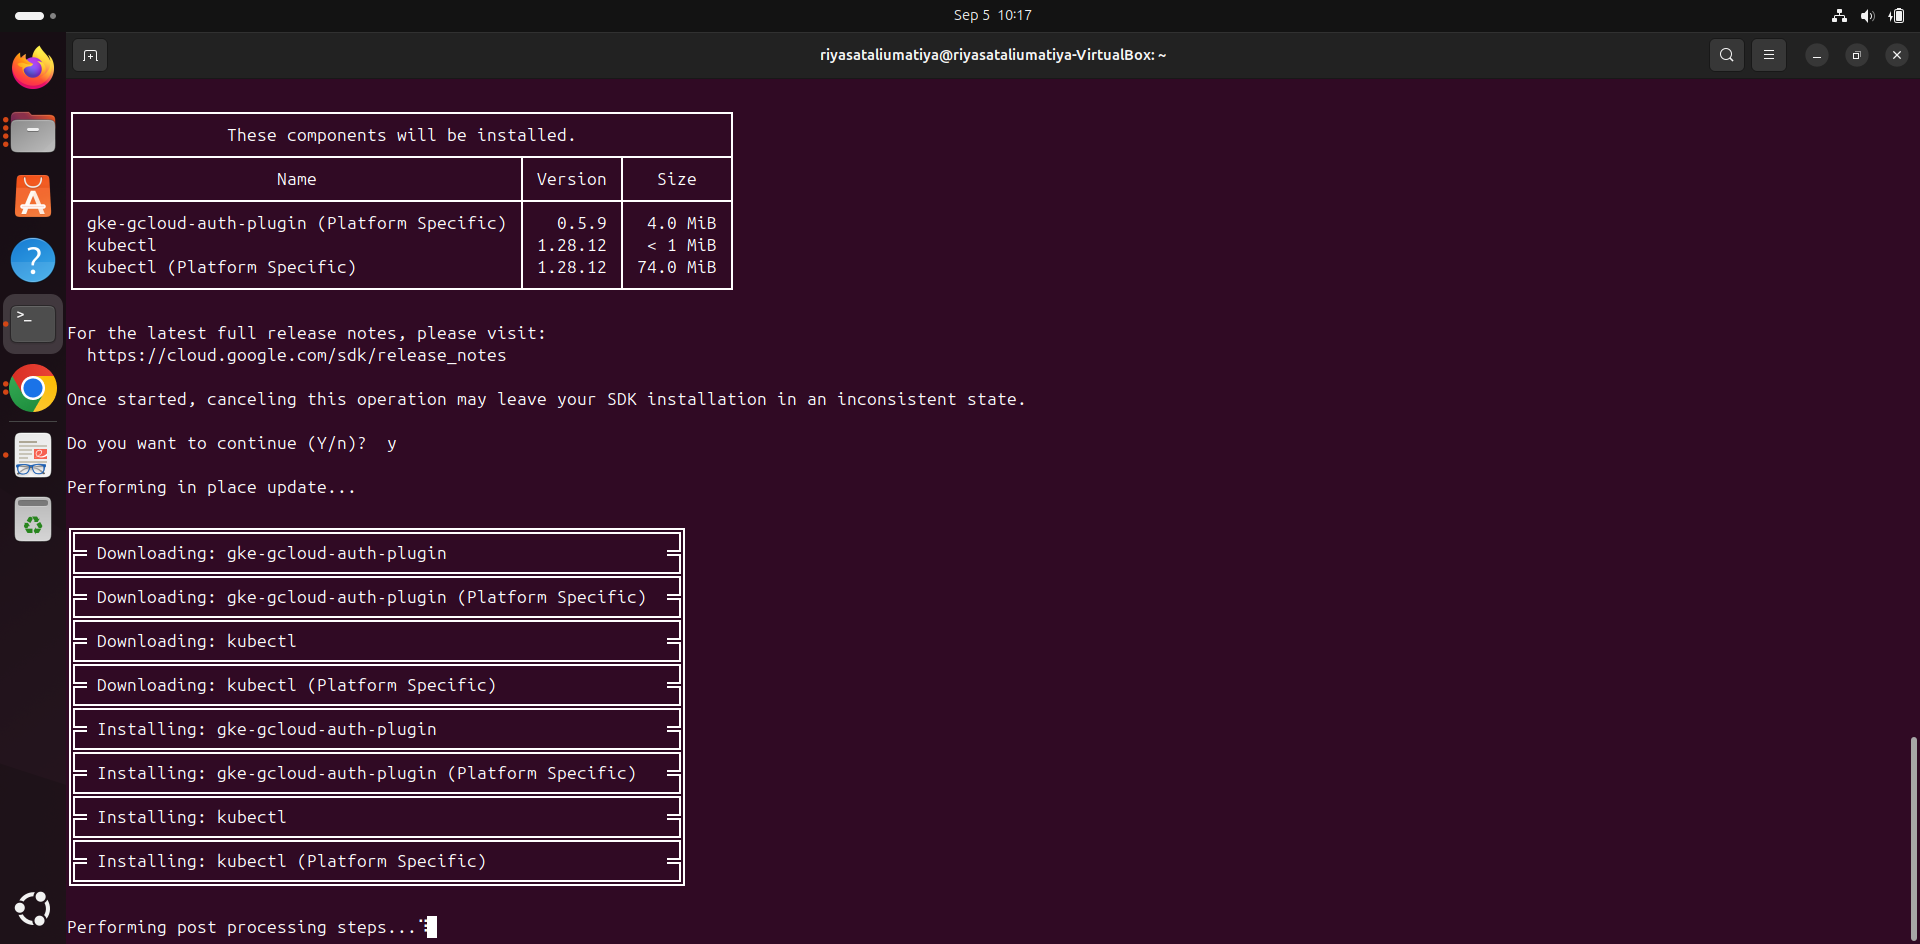 Sep 5 10:17
riyasataliumatiya@riyasataliumatiya-VirtualBox: ~
These components will be installed.
Name Version Size
gke-gcloud-auth-plugin (Platform Specific) 0.5.9 4.0 MiB
kubectl 1.28.12 < 1 MiB
kubectl (Platform Specific) 1.28.12 74.0 MiB
For the latest full release notes, please visit:
https://cloud.google.com/sdk/release_notes
Once started, canceling this operation may leave your SDK installation in an inconsistent state.
Do you want to continue (Y/n)? y
Performing in place update...
Downloading: gke-gcloud-auth-plugin
Downloading: gke-gcloud-auth-plugin (Platform Specific)
Downloading: kubectl
Downloading: kubectl (Platform Specific)
Installing: gke-gcloud-auth-plugin
Installing: gke-gcloud-auth-plugin (Platform Specific)
Installing: kubectl
Installing: kubectl (Platform Specific)
Performing post processing steps...